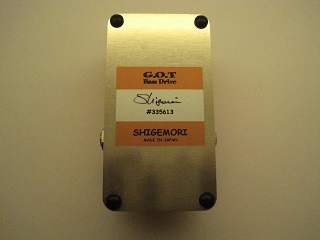 G.O.T
Bass Drive
Shigemori
#335613
SHIGEMORI
MADE IN JAPAN